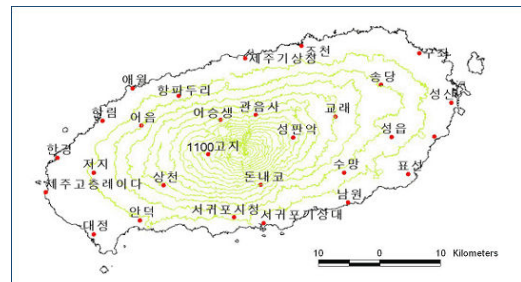 조천
제주기상청
구좌
애월
항파두리
송당
성산
한림
어음
어승생
관음사
교래
성판악
성읍
한경
1100고지
저지
상천
돈내코
수망
표선
제주고층레이다
남원
안덕
서귀포시청
서귀포기상대
대정
10 0 10 Kilometers